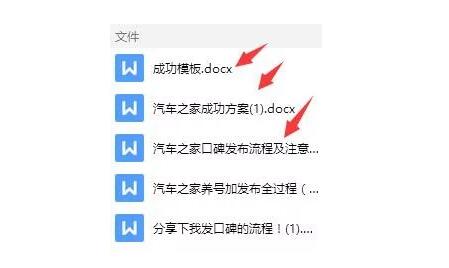 文件
成功模板.docx
汽车之家成功方案(1).docx
汽车之家口碑发布流程及注意...
汽车之家养号加发布全过程（...
分享下我发口碑的流程！(1)....